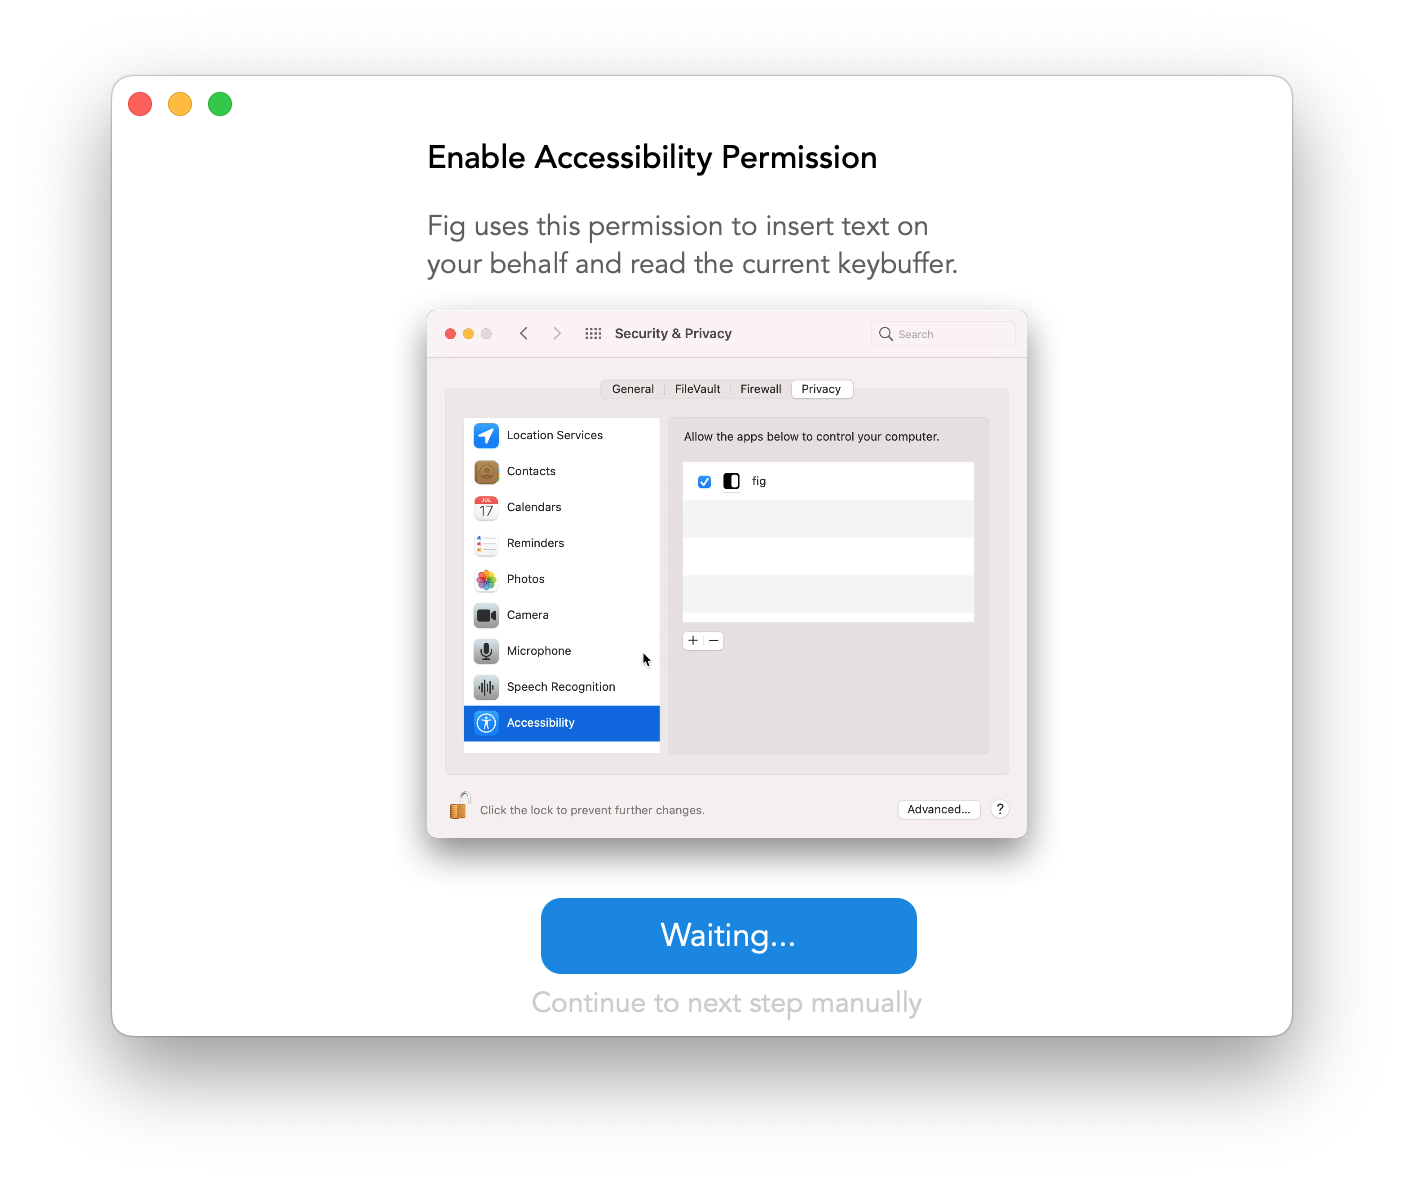 Enable Accessibility Permission
Fig uses this permission to insert text on
your behalf and read the current keybuffer.
Security & Privacy
Search
General
FileVault
Firewall
Privacy
Location Services
Contacts
JUL
17
Calendars
Reminders
Photos
Camera
Microphone
Speech Recognition
Accessibility
Allow the apps below to control your computer.
fig
+ −
Click the lock to prevent further changes.
Advanced...
?
Waiting...
Continue to next step manually